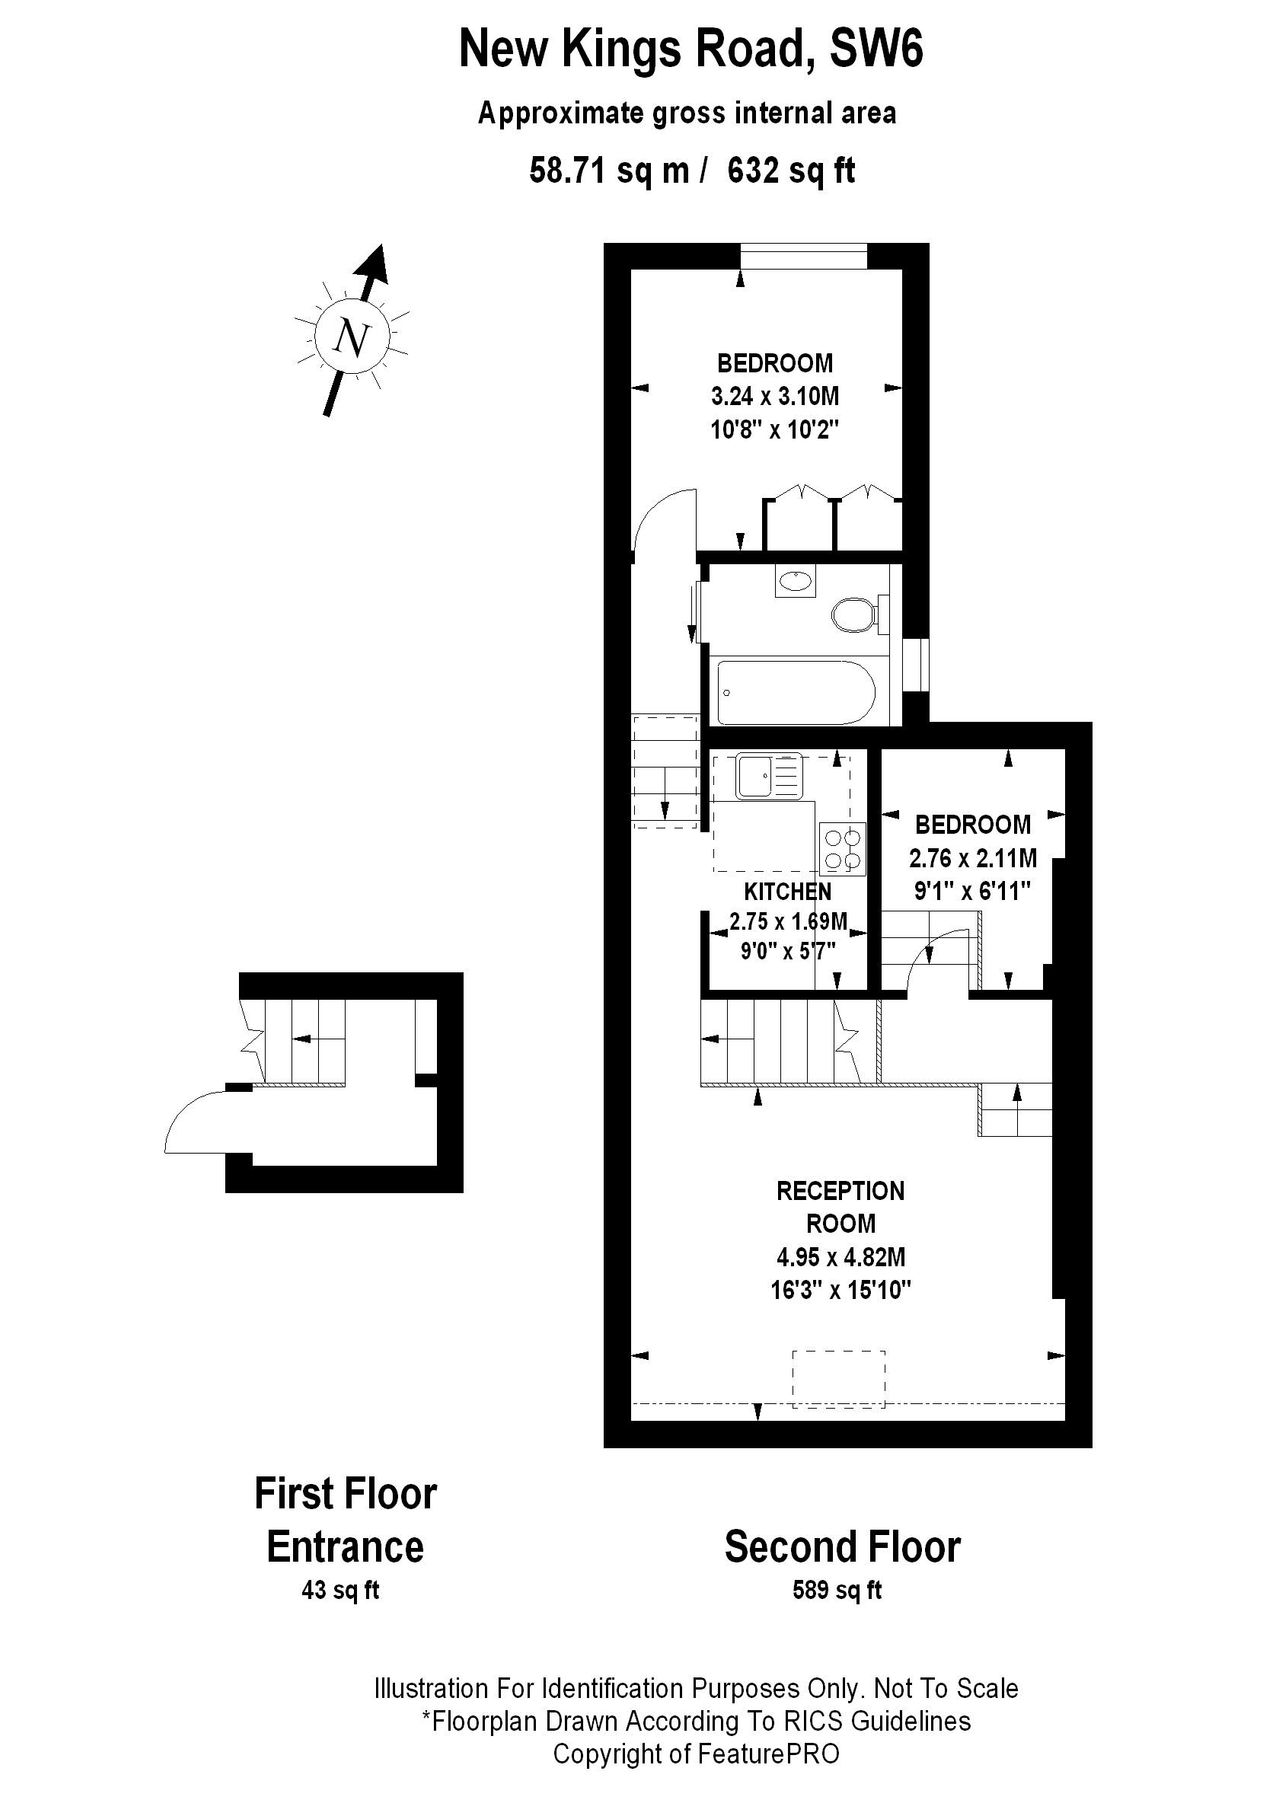 New Kings Road, SW6
Approximate gross internal area
58.71 sq m / 632 sq ft
N
BEDROOM
3.24 x 3.10M
10'8" x 10'2"
BEDROOM
2.76 x 2.11M
9'1" x 6'11"
KITCHEN
2.75 x 1.69M
9'0" x 5'7"
RECEPTION
ROOM
4.95 x 4.82M
16'3" x 15'10"
First Floor
Entrance
43 sq ft
Second Floor
589 sq ft
Illustration For Identification Purposes Only. Not To Scale
*Floorplan Drawn According To RICS Guidelines
Copyright of FeaturePRO